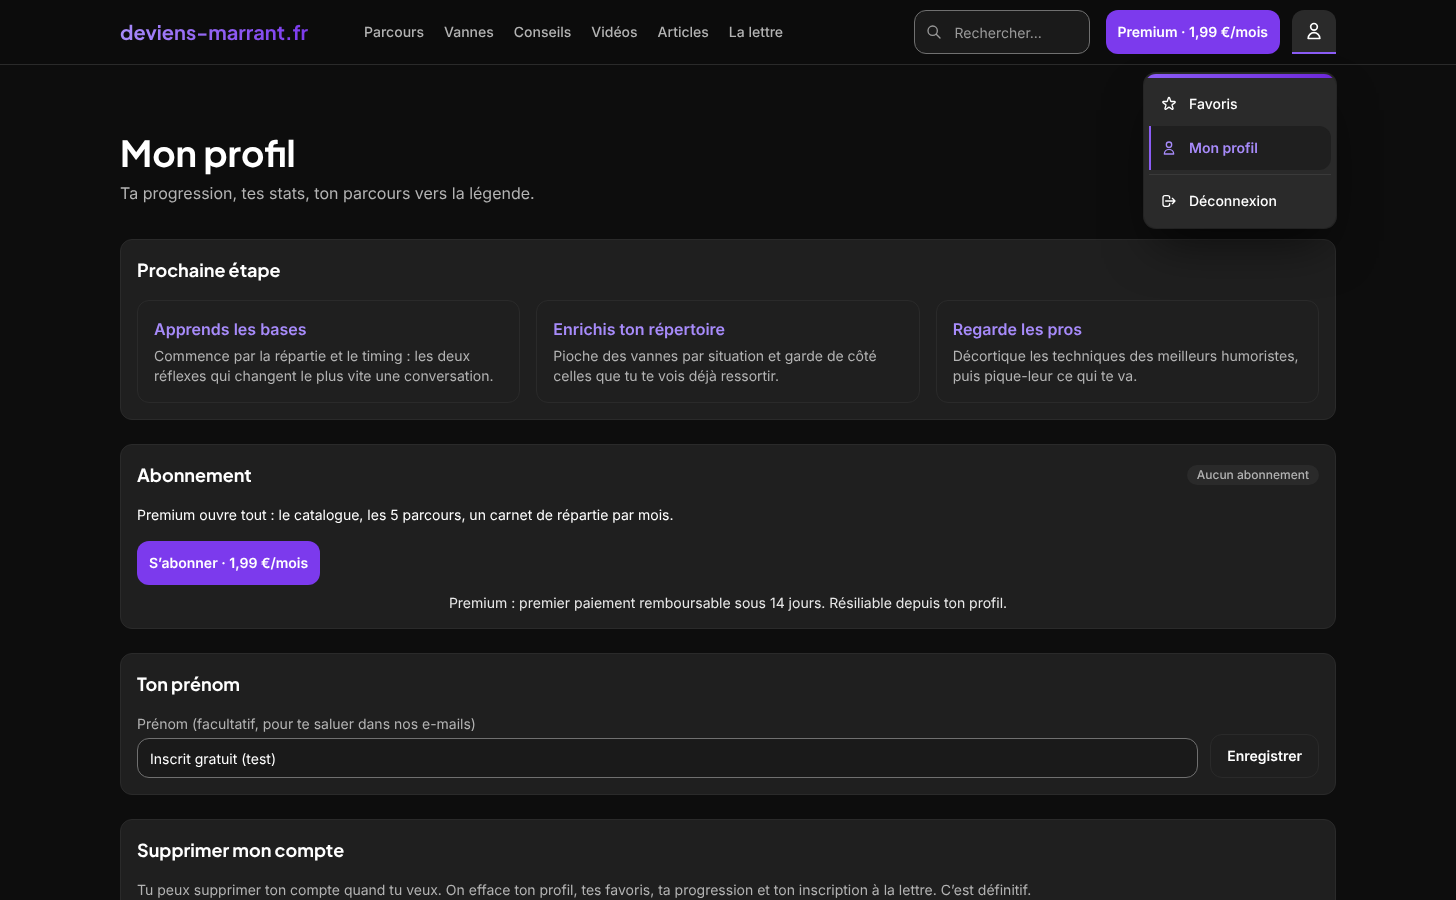 deviens-marrant.fr
Parcours
Vannes
Conseils
Vidéos
Articles
La lettre
Rechercher...
Premium · 1,99 €/mois
Favoris
Mon profil
Déconnexion
Mon profil
Ta progression, tes stats, ton parcours vers la légende.
Prochaine étape
Apprends les bases
Commence par la répartie et le timing : les deux
réflexes qui changent le plus vite une conversation.
Enrichis ton répertoire
Pioche des vannes par situation et garde de côté
celles que tu te vois déjà ressortir.
Regarde les pros
Décortique les techniques des meilleurs humoristes,
puis pique-leur ce qui te va.
Abonnement
Aucun abonnement
Premium ouvre tout : le catalogue, les 5 parcours, un carnet de répartie par mois.
S’abonner · 1,99 €/mois
Premium : premier paiement remboursable sous 14 jours. Résiliable depuis ton profil.
Ton prénom
Prénom (facultatif, pour te saluer dans nos e-mails)
Inscrit gratuit (test)
Enregistrer
Supprimer mon compte
Tu peux supprimer ton compte quand tu veux. On efface ton profil, tes favoris, ta progression et ton inscription à la lettre. C’est définitif.